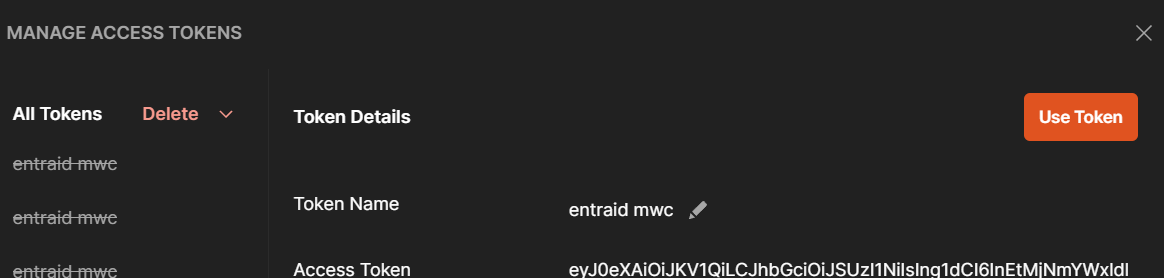 MANAGE ACCESS TOKENS
All Tokens
Delete
Token Details
Use Token
entraid mwc
entraid mwc
entraid mwc
Token Name
entraid mwc
Access Token
eyJ0eXAiOiJKV1QiLCJhbGciOiJSUzI1NiIsIng1dCI6InEtMjNmYWxldl